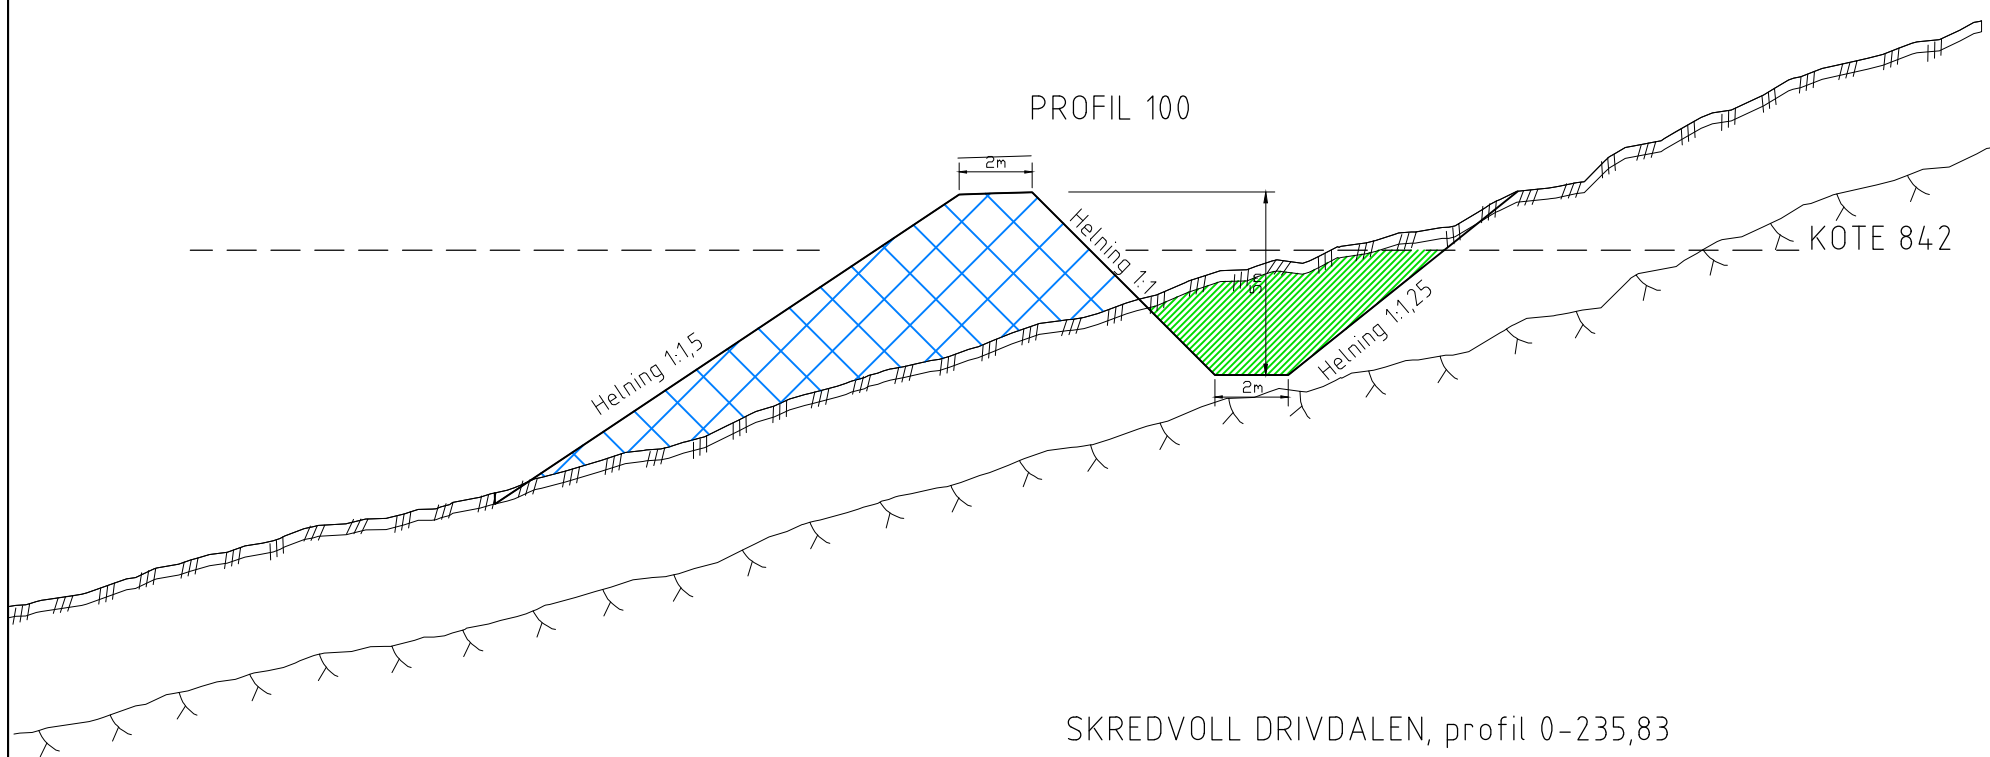 PROFIL 100
2m
Helning 1:1
KOTE 842
5m
Helning 1:1,25
Helning 1:1,5
2m
SKREDVOLL DRIVDALEN, profil 0-235,83